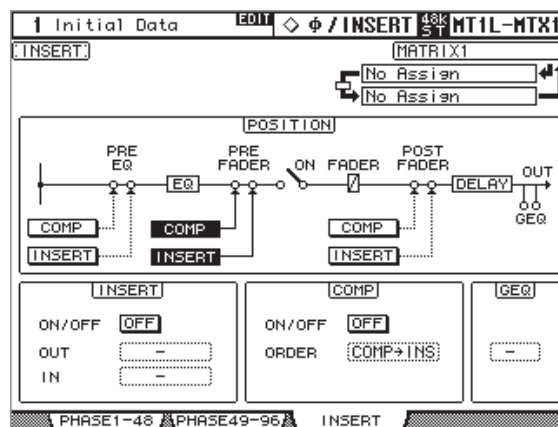 1 Initial Data EDIT ◇ Φ/INSERT 48K ST MT1L-MTX1
INSERT
MATRIX1
No Assign
No Assign
POSITION
PRE EQ
PRE FADER
ON
FADER
POST FADER
OUT
EQ
DELAY
GEQ
COMP
COMP
COMP
INSERT
INSERT
INSERT
INSERT
COMP
GEQ
ON/OFF OFF
ON/OFF OFF
OUT -
ORDER COMP→INS
-
IN -
PHASE1-48 PHASE49-96 INSERT